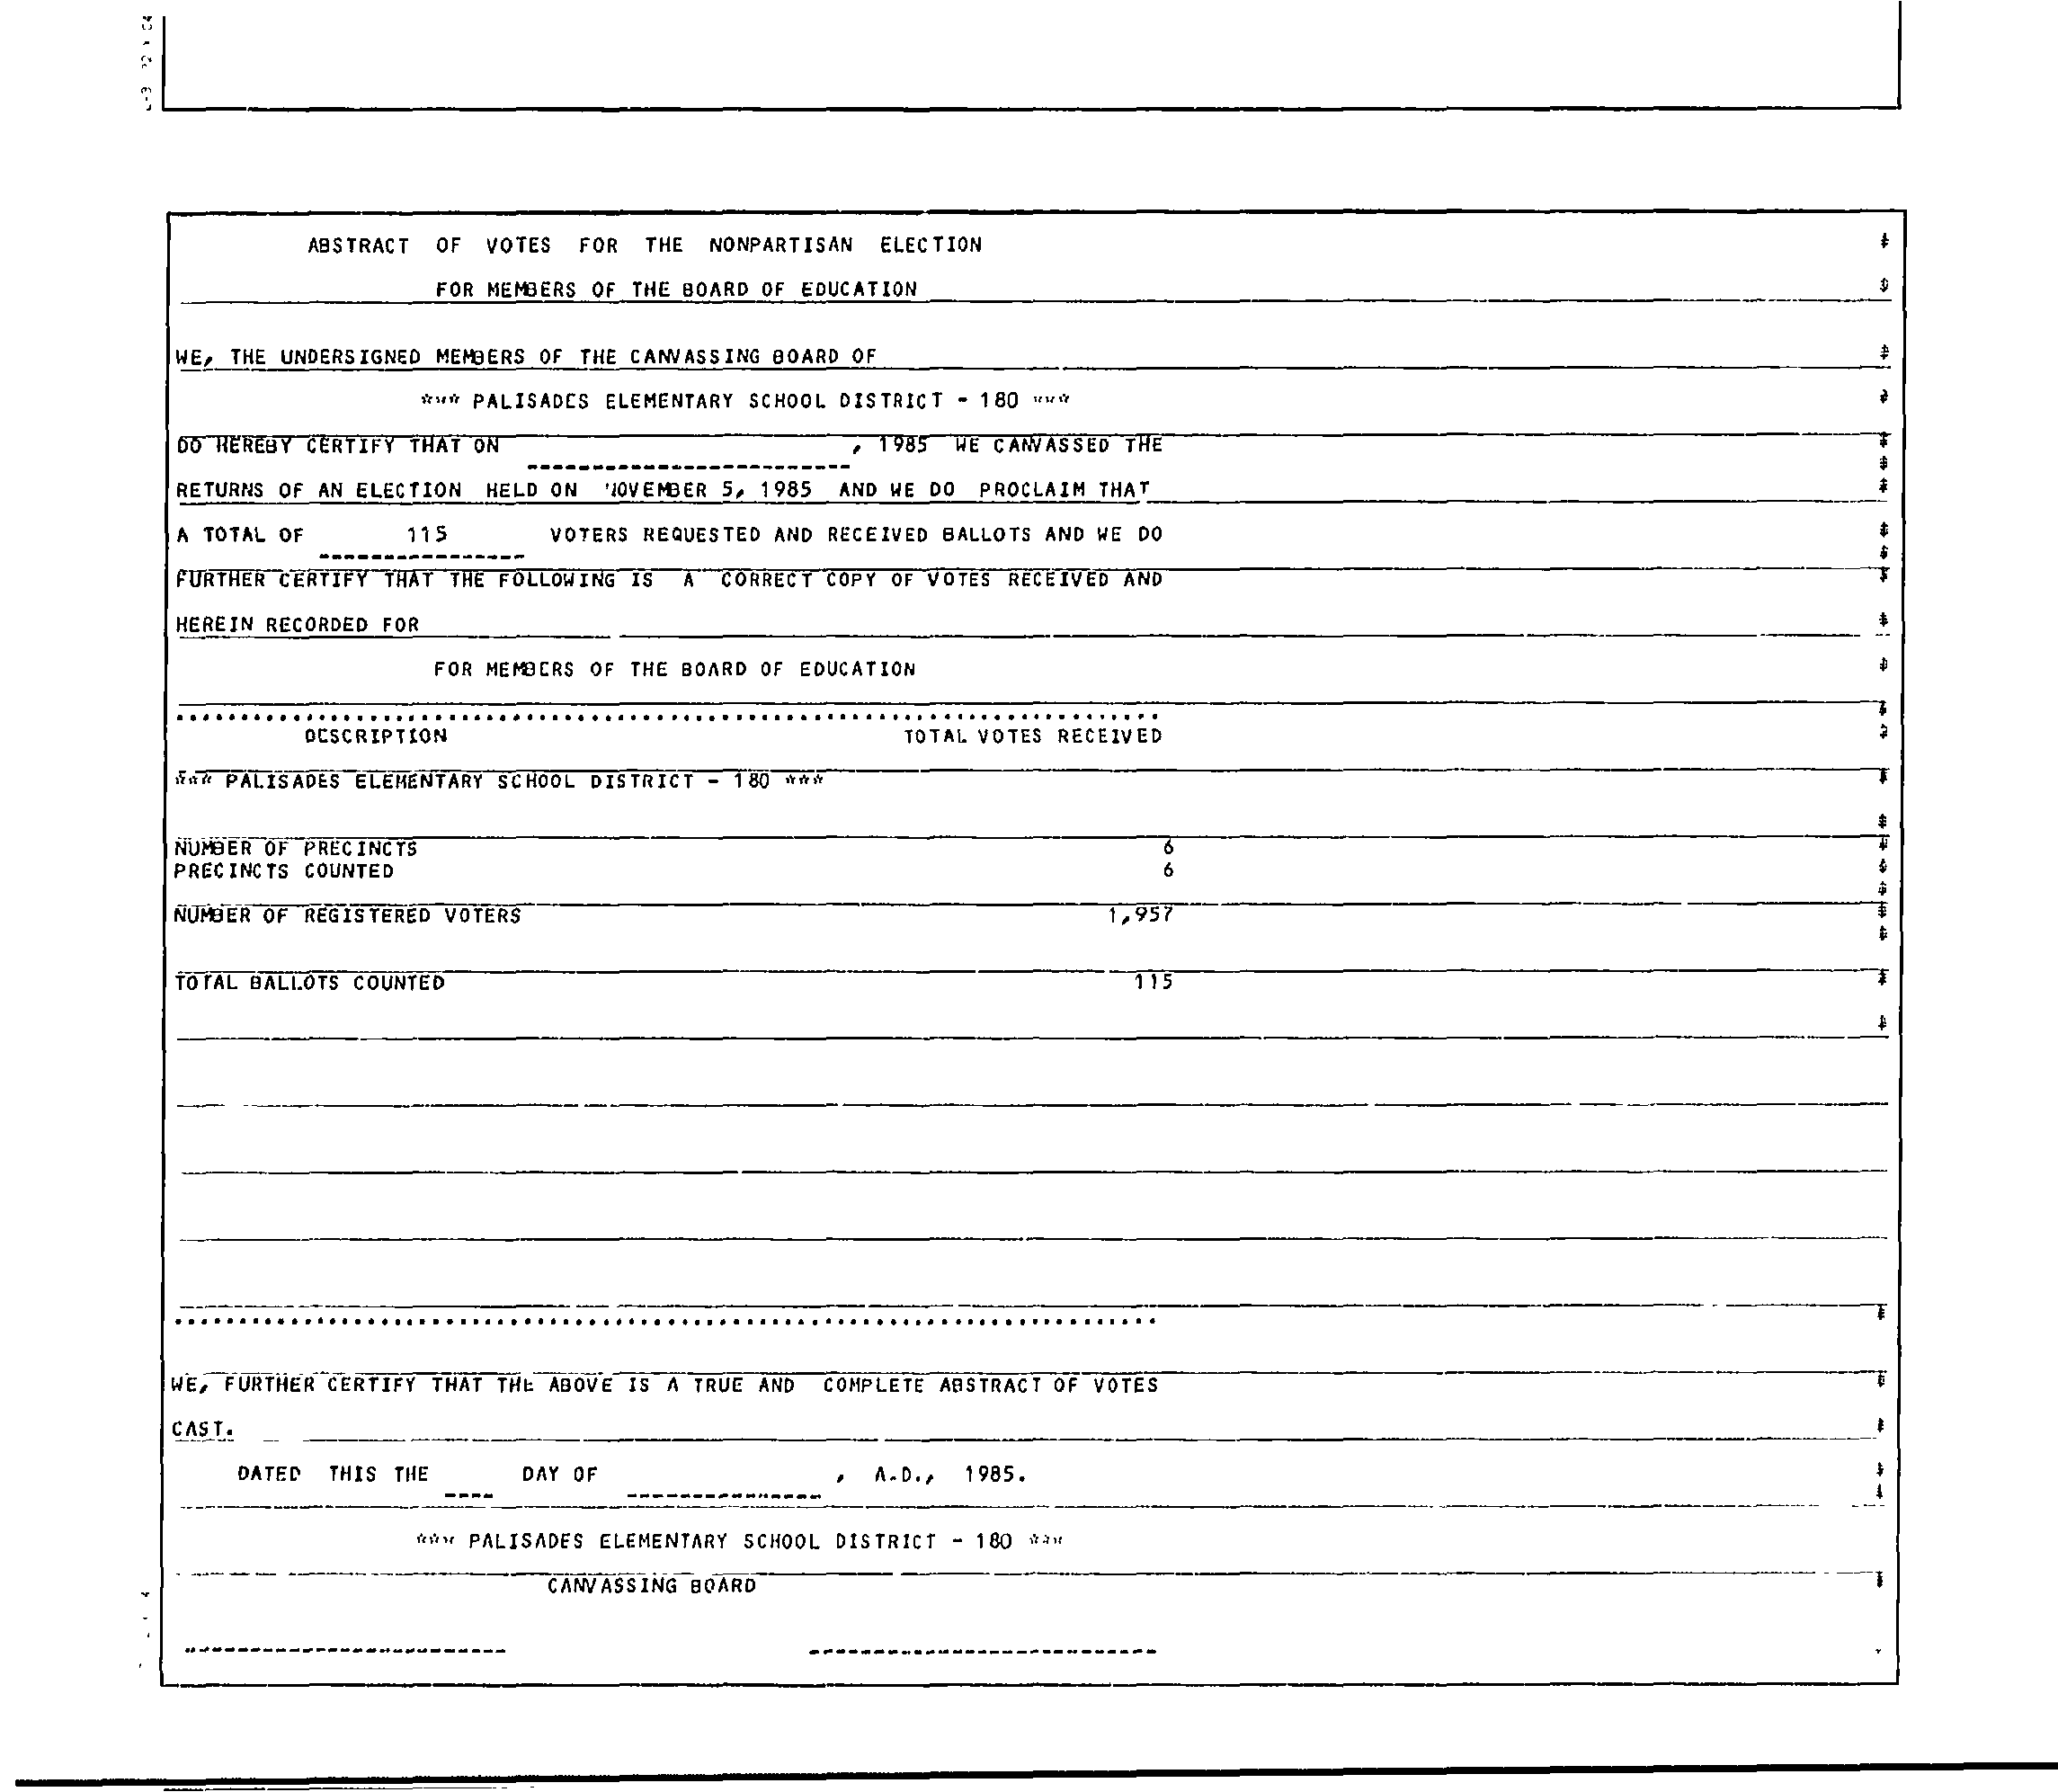 ABSTRACT OF VOTES FOR THE NONPARTISAN ELECTION
FOR MEMBERS OF THE BOARD OF EDUCATION
WE, THE UNDERSIGNED MEMBERS OF THE CANVASSING BOARD OF
*** PALISADES ELEMENTARY SCHOOL DISTRICT - 180 ***
DO HEREBY CERTIFY THAT ON , 1985 WE CANVASSED THE
RETURNS OF AN ELECTION HELD ON NOVEMBER 5, 1985 AND WE DO PROCLAIM THAT
A TOTAL OF 115 VOTERS REQUESTED AND RECEIVED BALLOTS AND WE DO
FURTHER CERTIFY THAT THE FOLLOWING IS A CORRECT COPY OF VOTES RECEIVED AND
HEREIN RECORDED FOR
FOR MEMBERS OF THE BOARD OF EDUCATION
DESCRIPTION TOTAL VOTES RECEIVED
*** PALISADES ELEMENTARY SCHOOL DISTRICT - 180 ***
NUMBER OF PRECINCTS 6
PRECINCTS COUNTED 6
NUMBER OF REGISTERED VOTERS 1,957
TOTAL BALLOTS COUNTED 115
WE, FURTHER CERTIFY THAT THE ABOVE IS A TRUE AND COMPLETE ABSTRACT OF VOTES
CAST.
DATED THIS THE DAY OF , A.D., 1985.
*** PALISADES ELEMENTARY SCHOOL DISTRICT - 180 ***
CANVASSING BOARD